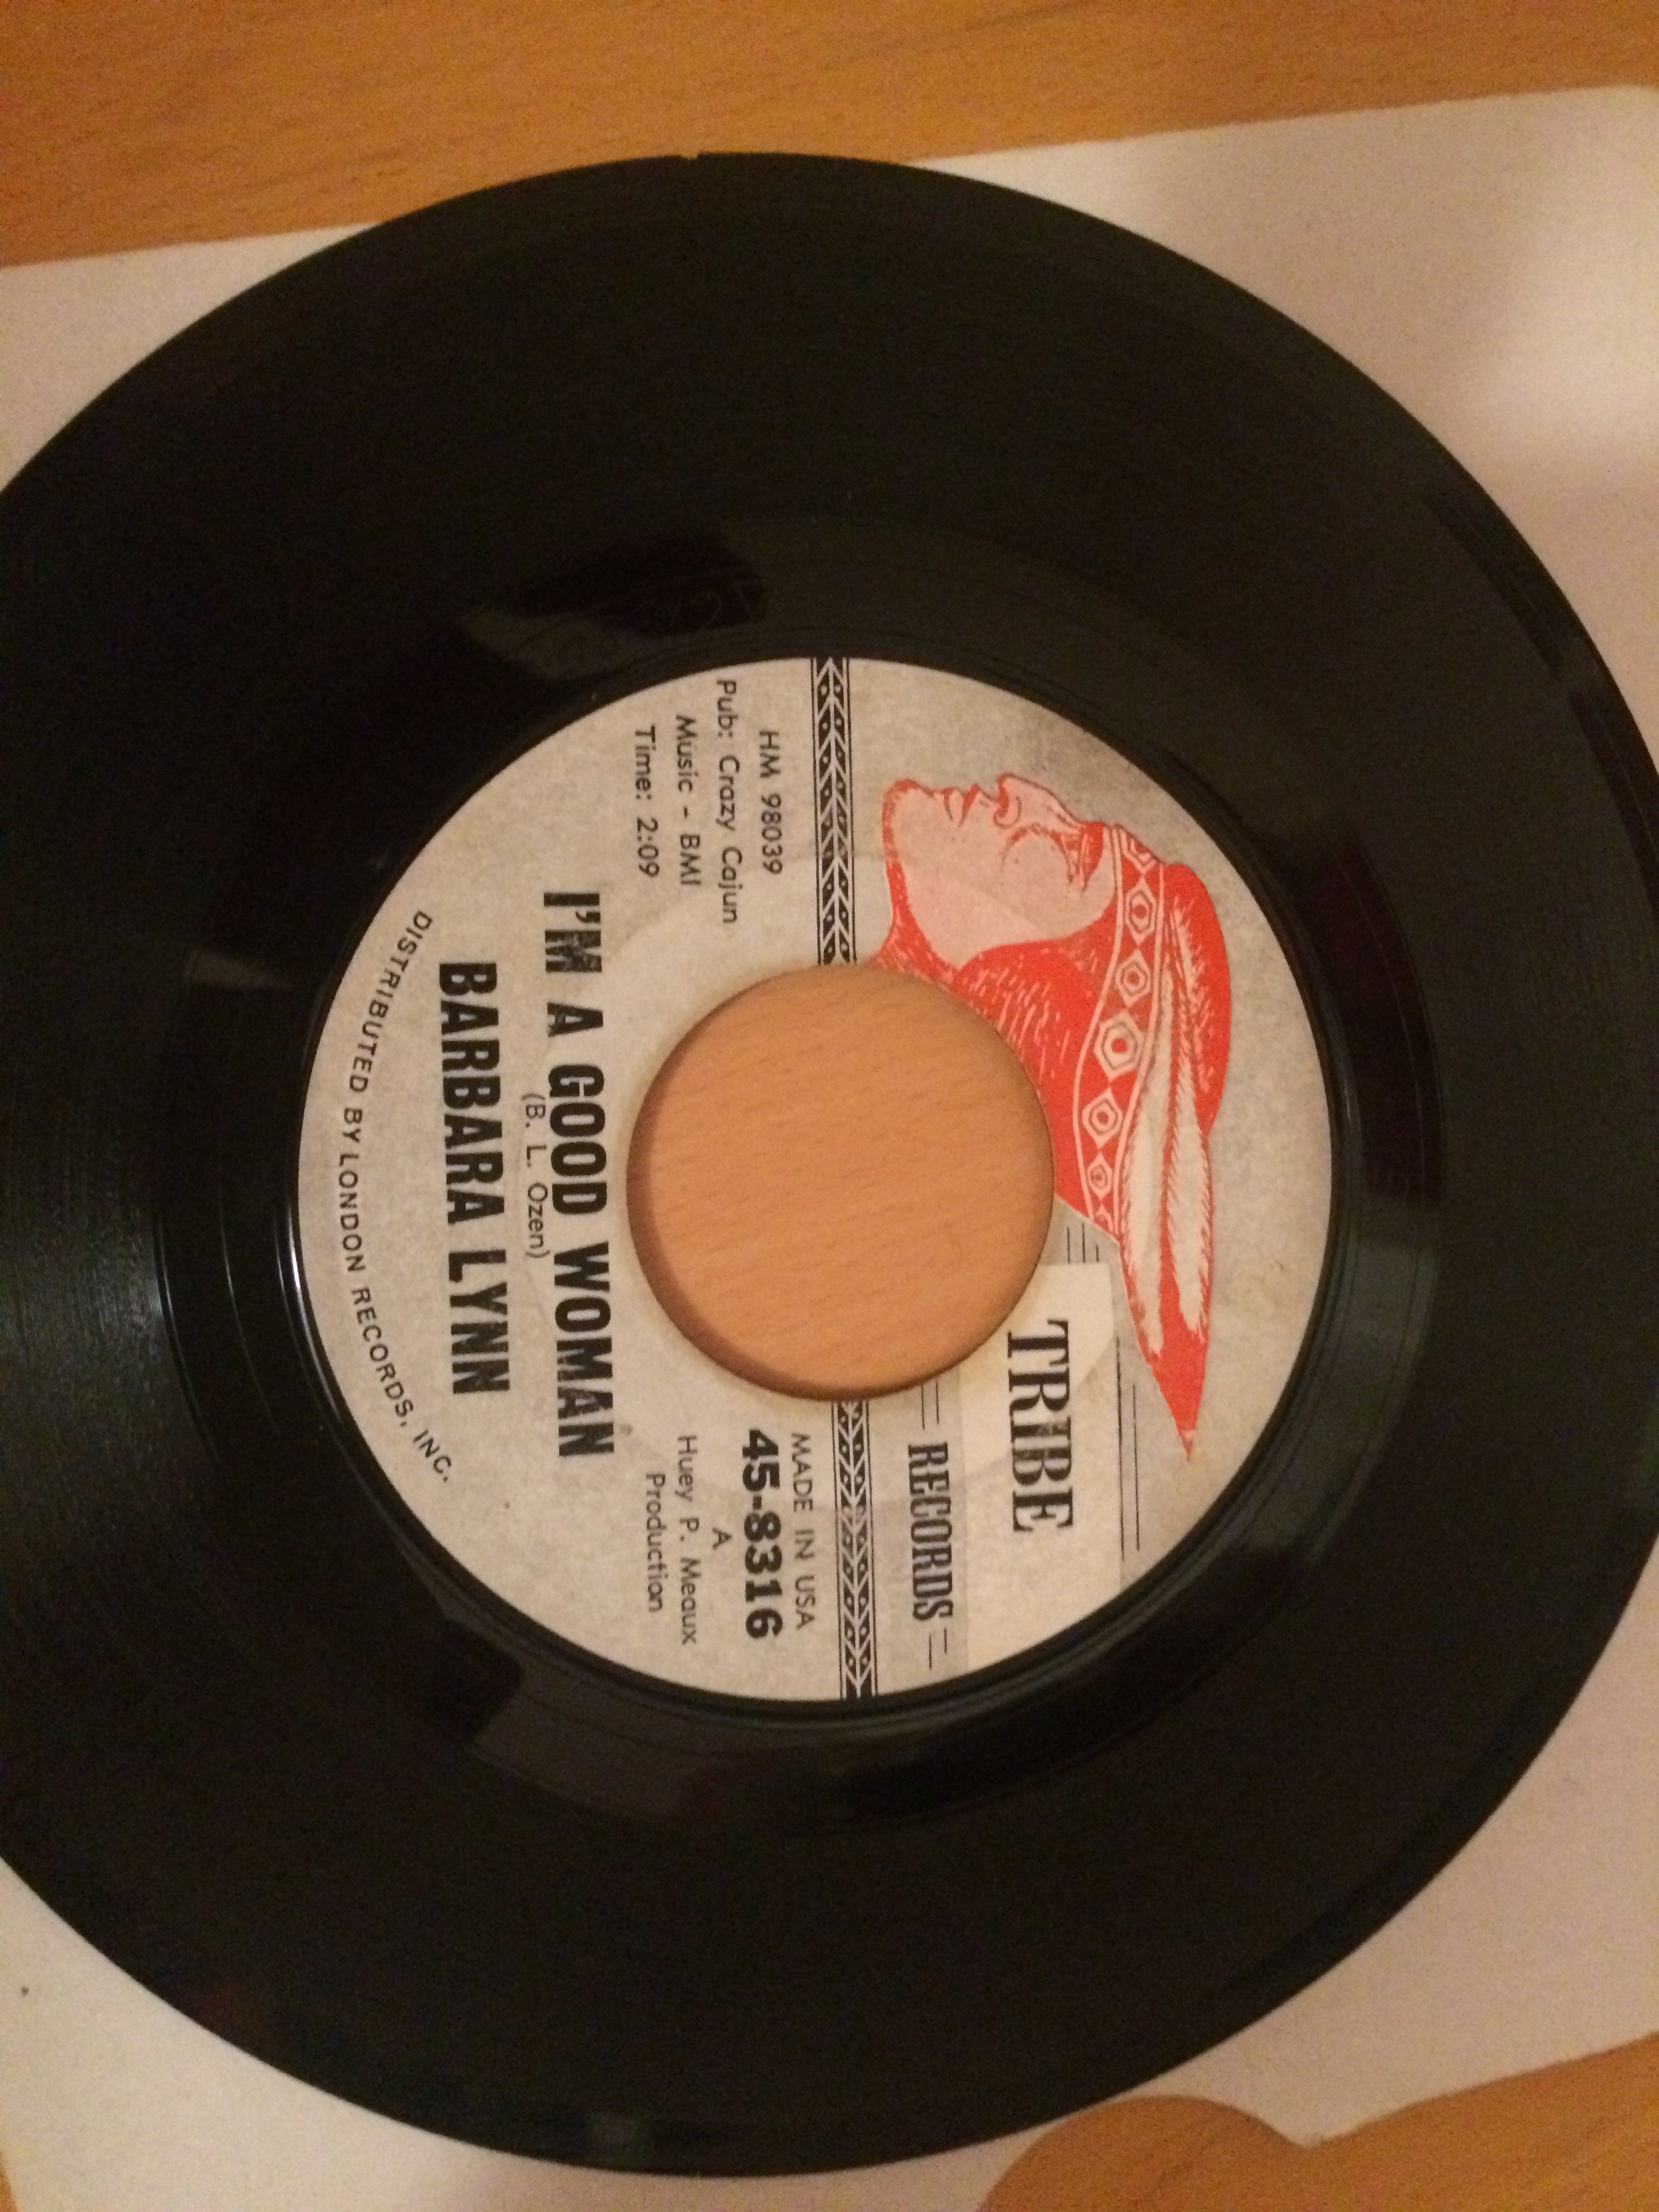 TRIBE
RECORDS
HM 98039
Pub: Crazy Cajun
Music - BMI
Time: 2:09
MADE IN USA
45-8316
A
Huey P. Meaux
Production
I'M A GOOD WOMAN
(B. L. Ozen)
BARBARA LYNN
DISTRIBUTED BY LONDON RECORDS, INC.